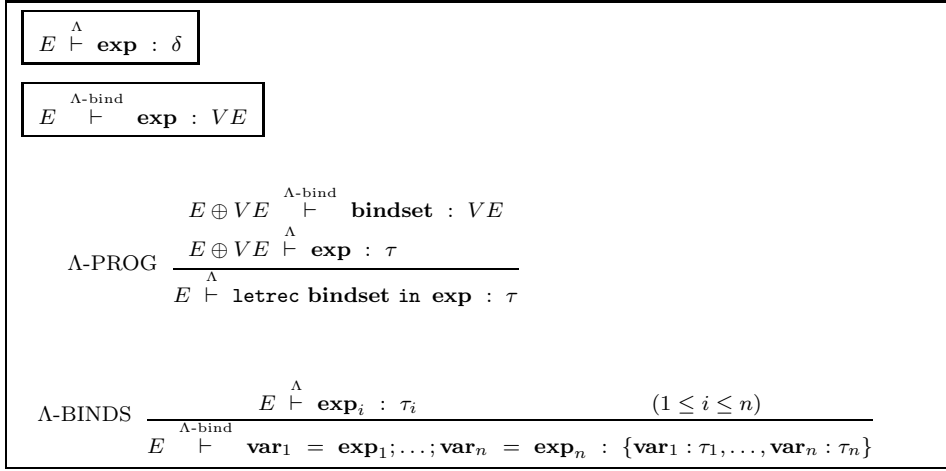 E ⊢^Λ exp : δ
E ⊢^Λ-bind exp : VE
E ⊕ VE ⊢^Λ-bind bindset : VE
E ⊕ VE ⊢^Λ exp : τ
Λ-PROG
E ⊢^Λ letrec bindset in exp : τ
E ⊢^Λ exp_i : τ_i (1 ≤ i ≤ n)
Λ-BINDS
E ⊢^Λ-bind var_1 = exp_1; ... ; var_n = exp_n : {var_1 : τ_1, ... , var_n : τ_n}